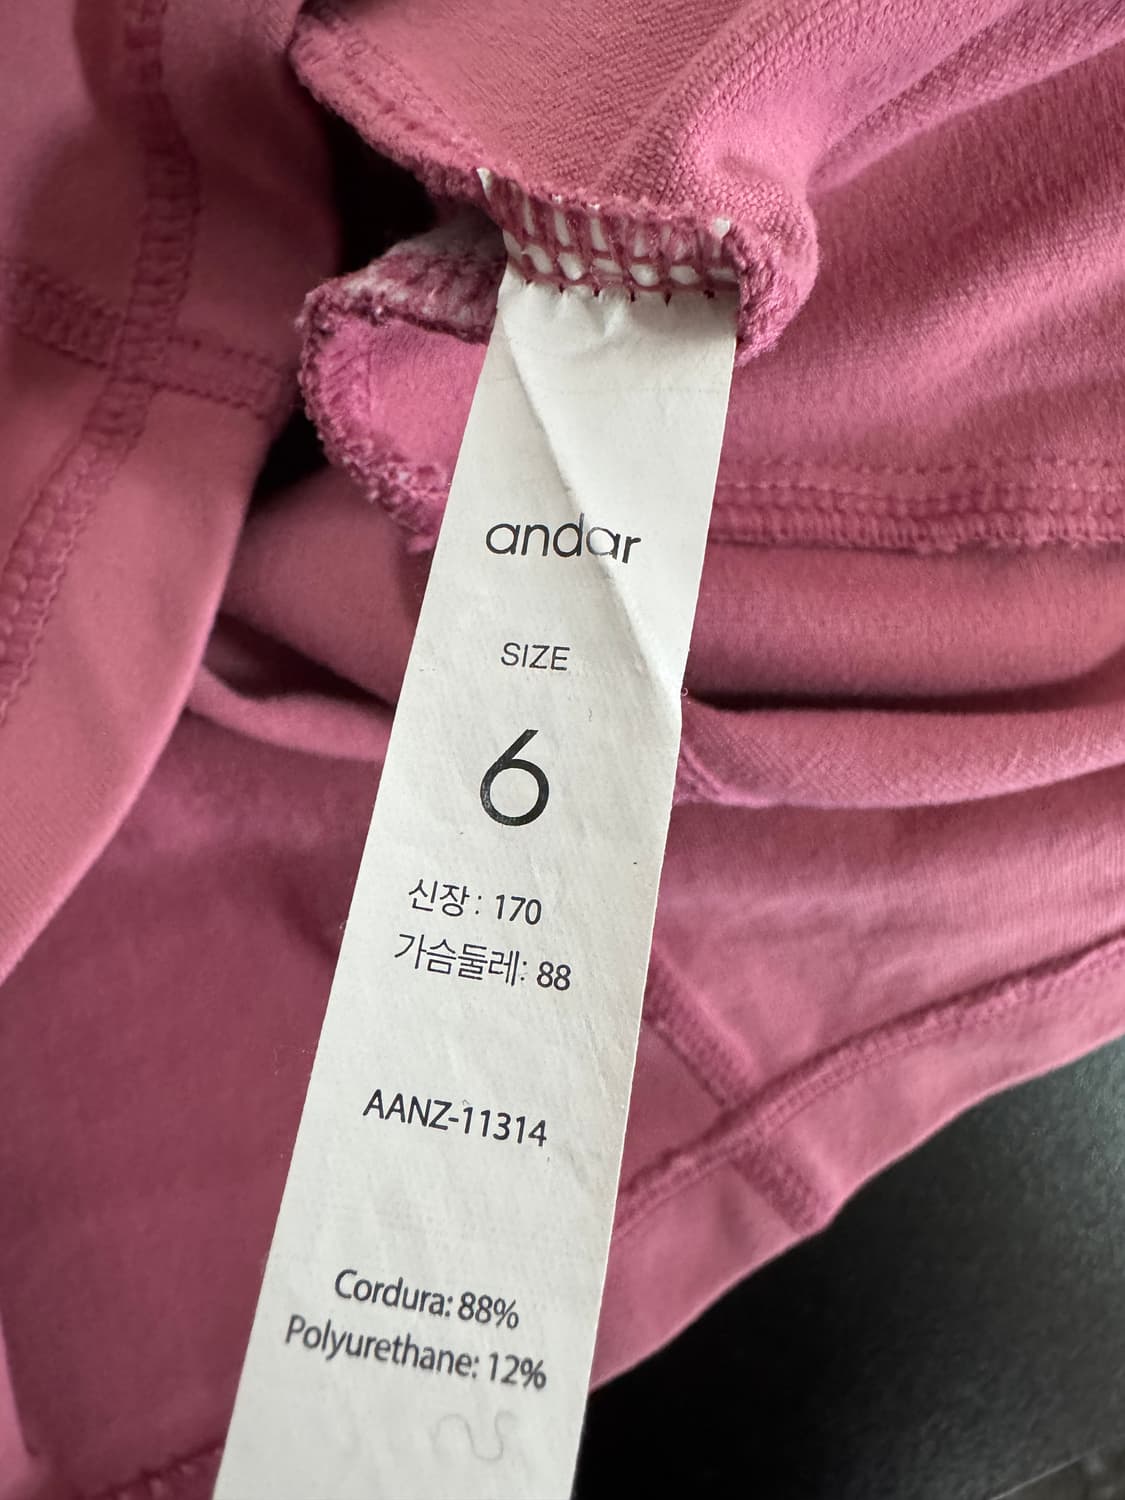 andar
SIZE
6
신장 : 170
가슴둘레: 88
AANZ-11314
Cordura: 88%
Polyurethane: 12%